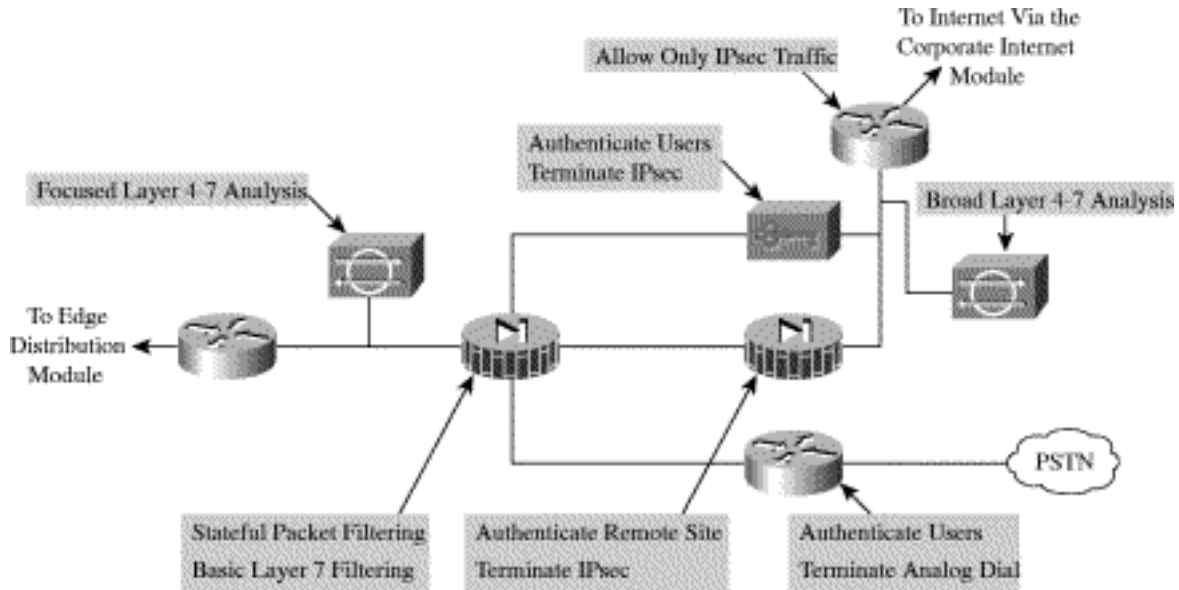 To Internet Via the
Corporate Internet
Module
Allow Only IPsec Traffic
Authenticate Users
Terminate IPsec
Focused Layer 4-7 Analysis
Broad Layer 4-7 Analysis
To Edge
Distribution
Module
PSTN
Stateful Packet Filtering
Basic Layer 7 Filtering
Authenticate Remote Site
Terminate IPsec
Authenticate Users
Terminate Analog Dial